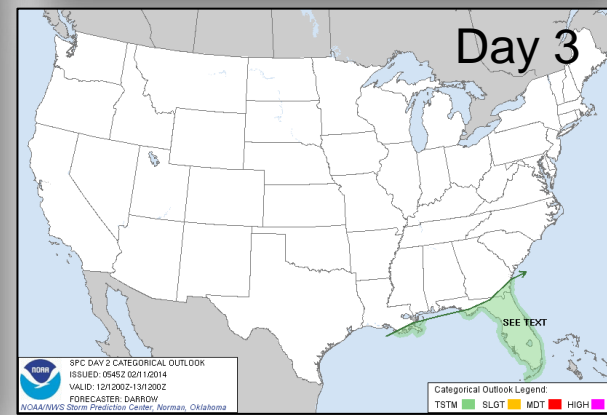 Day 3
SEE TEXT
SPC DAY 2 CATEGORICAL OUTLOOK
ISSUED: 0545Z 02/11/2014
VALID: 12/1200Z-13/1200Z
FORECASTER: DARROW
NOAA/NWS Storm Prediction Center, Norman, Oklahoma
NOAA
Categorical Outlook Legend:
TSTM SLGT MDT HIGH